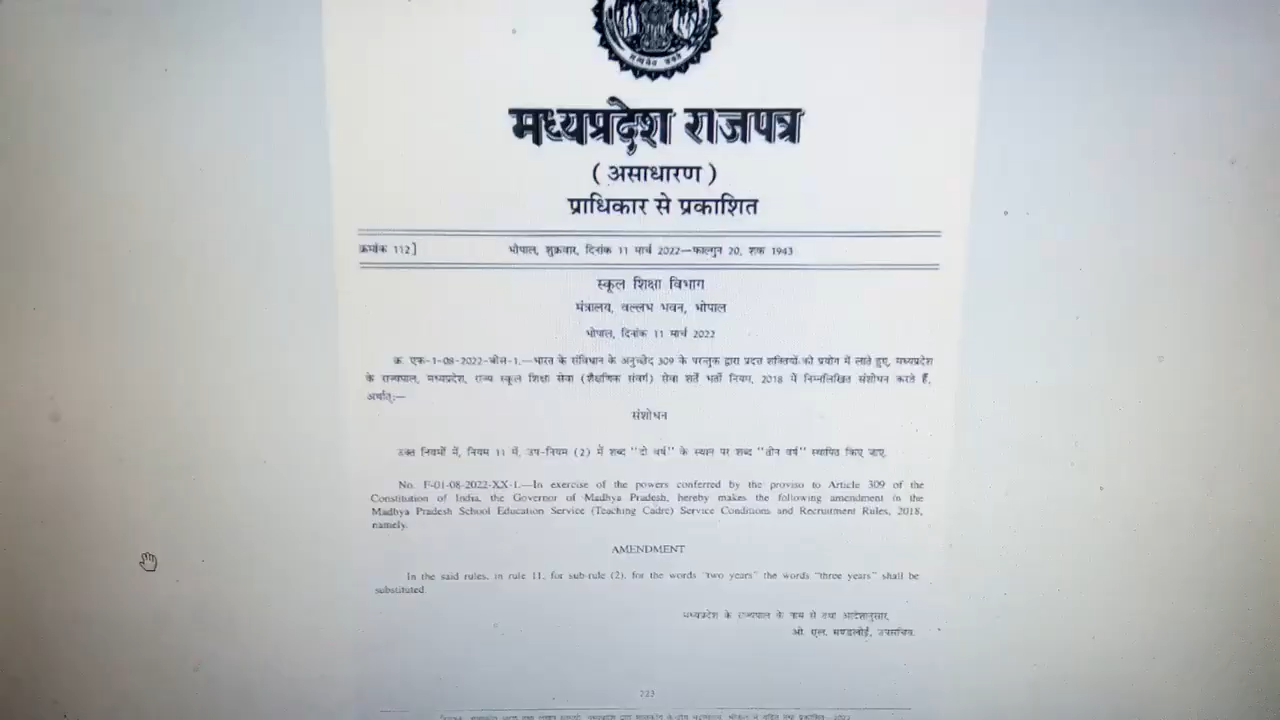 सत्यमेव जयते
मध्यप्रदेश राजपत्र
( असाधारण )
प्राधिकार से प्रकाशित
क्रमांक 112]
भोपाल, शुक्रवार, दिनांक 11 मार्च 2022—फाल्गुन 20, शक 1943
स्कूल शिक्षा विभाग
मंत्रालय, वल्लभ भवन, भोपाल
भोपाल, दिनांक 11 मार्च 2022
क्र. एफ-1-08-2022-बीस-1.—भारत के संविधान के अनुच्छेद 309 के परन्तुक द्वारा प्रदत्त शक्तियों को प्रयोग में लाते हुए, मध्यप्रदेश
के राज्यपाल, मध्यप्रदेश, राज्य स्कूल शिक्षा सेवा (शैक्षणिक संवर्ग) सेवा शर्तें भर्ती नियम, 2018 में निम्नलिखित संशोधन करते हैं,
अर्थात्:—
संशोधन
उक्त नियमों में, नियम 11 में, उप-नियम (2) में शब्द "दो वर्ष" के स्थान पर शब्द "तीन वर्ष" स्थापित किए जाए.
No. F-01-08-2022-XX-1.—In exercise of the powers conferred by the proviso to Article 309 of the
Constitution of India, the Governor of Madhya Pradesh, hereby makes the following amendment in the
Madhya Pradesh School Education Service (Teaching Cadre) Service Conditions and Recruitment Rules, 2018,
namely.
AMENDMENT
In the said rules, in rule 11, for sub-rule (2), for the words "two years" the words "three years" shall be
substituted.
मध्यप्रदेश के राज्यपाल के नाम से तथा आदेशानुसार,
ओ. एल. मण्डलोई, उपसचिव.
223